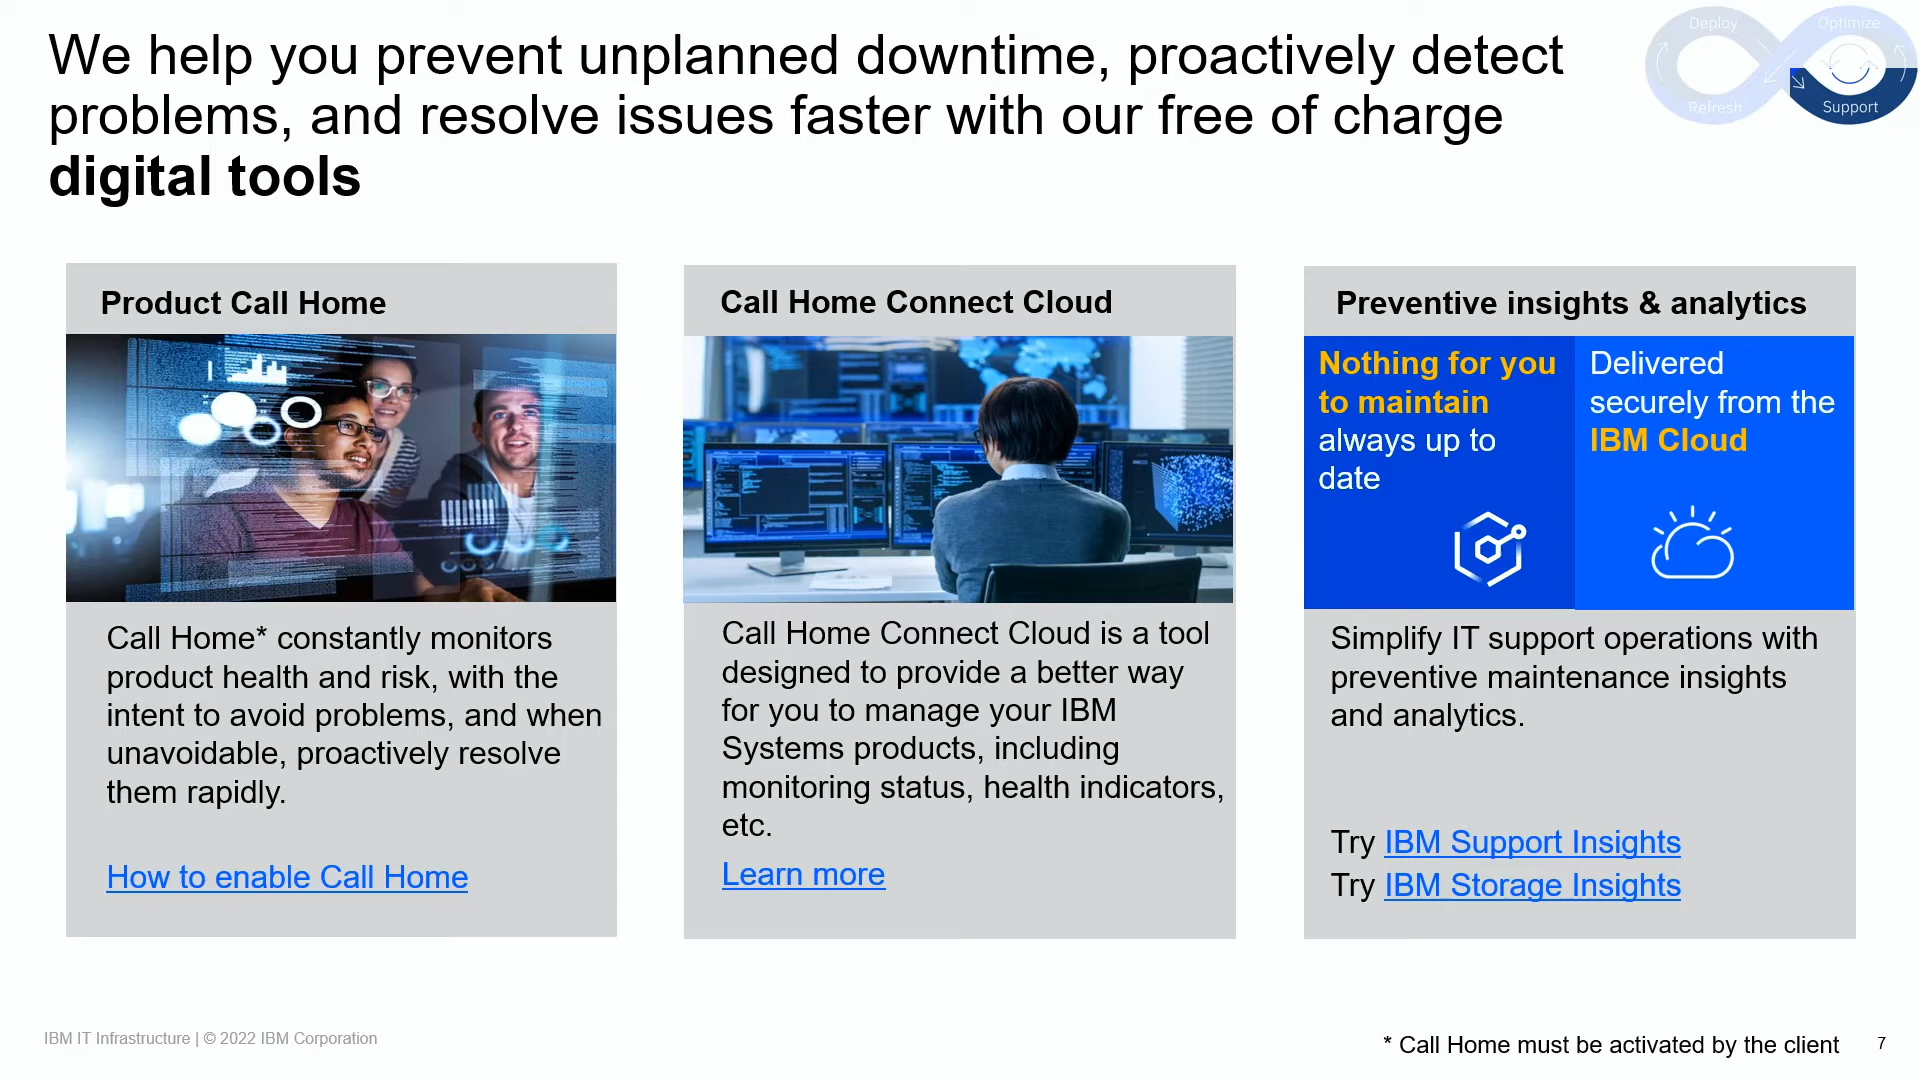 We help you prevent unplanned downtime, proactively detect
problems, and resolve issues faster with our free of charge
digital tools
Deploy
Optimize
Refresh
Support
Product Call Home
Call Home* constantly monitors
product health and risk, with the
intent to avoid problems, and when
unavoidable, proactively resolve
them rapidly.
How to enable Call Home
Call Home Connect Cloud
Call Home Connect Cloud is a tool
designed to provide a better way
for you to manage your IBM
Systems products, including
monitoring status, health indicators,
etc.
Learn more
Preventive insights & analytics
Nothing for you
to maintain
always up to
date
Delivered
securely from the
IBM Cloud
Simplify IT support operations with
preventive maintenance insights
and analytics.
Try IBM Support Insights
Try IBM Storage Insights
IBM IT Infrastructure | © 2022 IBM Corporation
* Call Home must be activated by the client
7